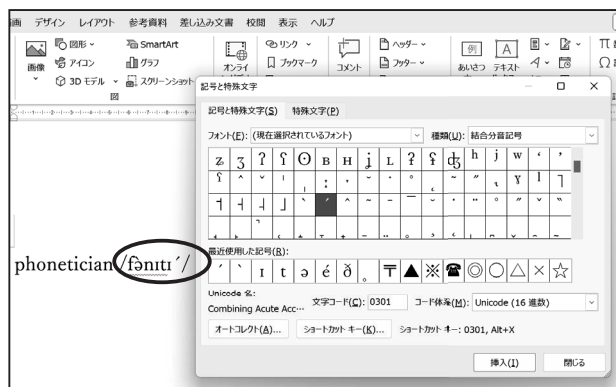 画 デザイン レイアウト 参考資料 差し込み文書 校閲 表示 ヘルプ
画像
図形
アイコン
3D モデル
SmartArt
グラフ
スクリーンショット
図
オンライ
リンク
ブックマーク
コメント
ヘッダー
フッター
あいさつ
テキスト
記号と特殊文字
記号と特殊文字(S) 特殊文字(P)
フォント(F): (現在選択されているフォント) 種類(U): 結合分音記号
最近使用した記号(R):
ˊ ˋ ɪ t ə é ð 〒 ▲ ※ ☎ ◎ ○ △ × ☆
Unicode 名:
Combining Acute Acc…
文字コード(C): 0301 コード体系(M): Unicode (16 進数)
オートコレクト(A)... ショートカット キー(K)... ショートカット キー: 0301, Alt+X
挿入(I) 閉じる
phonetician /fənɪtɪˊ/